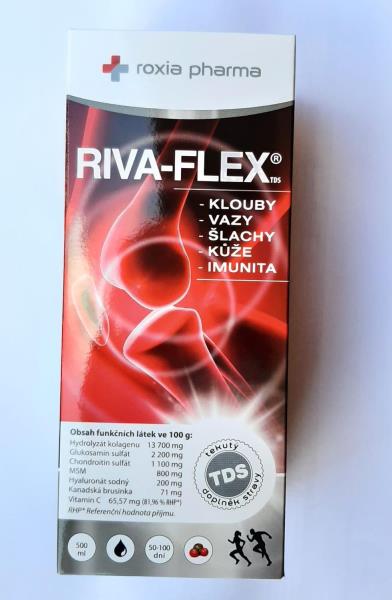 roxia pharma
RIVA-FLEX®
TDS
- KLOUBY
- VAZY
- ŠLACHY
- KŮŽE
- IMUNITA
Obsah funkčních látek ve 100 g:
Hydrolyzát kolagenu 13 700 mg
Glukosamin sulfát 2 200 mg
Chondroitin sulfát 1 100 mg
MSM 800 mg
Hyaluronát sodný 200 mg
Kanadská brusinka 71 mg
Vitamin C 65,57 mg (81,96 % RHP*)
RHP* Referenční hodnota příjmu.
tekutý
TDS
doplněk stravy
500
ml
50-100
dní